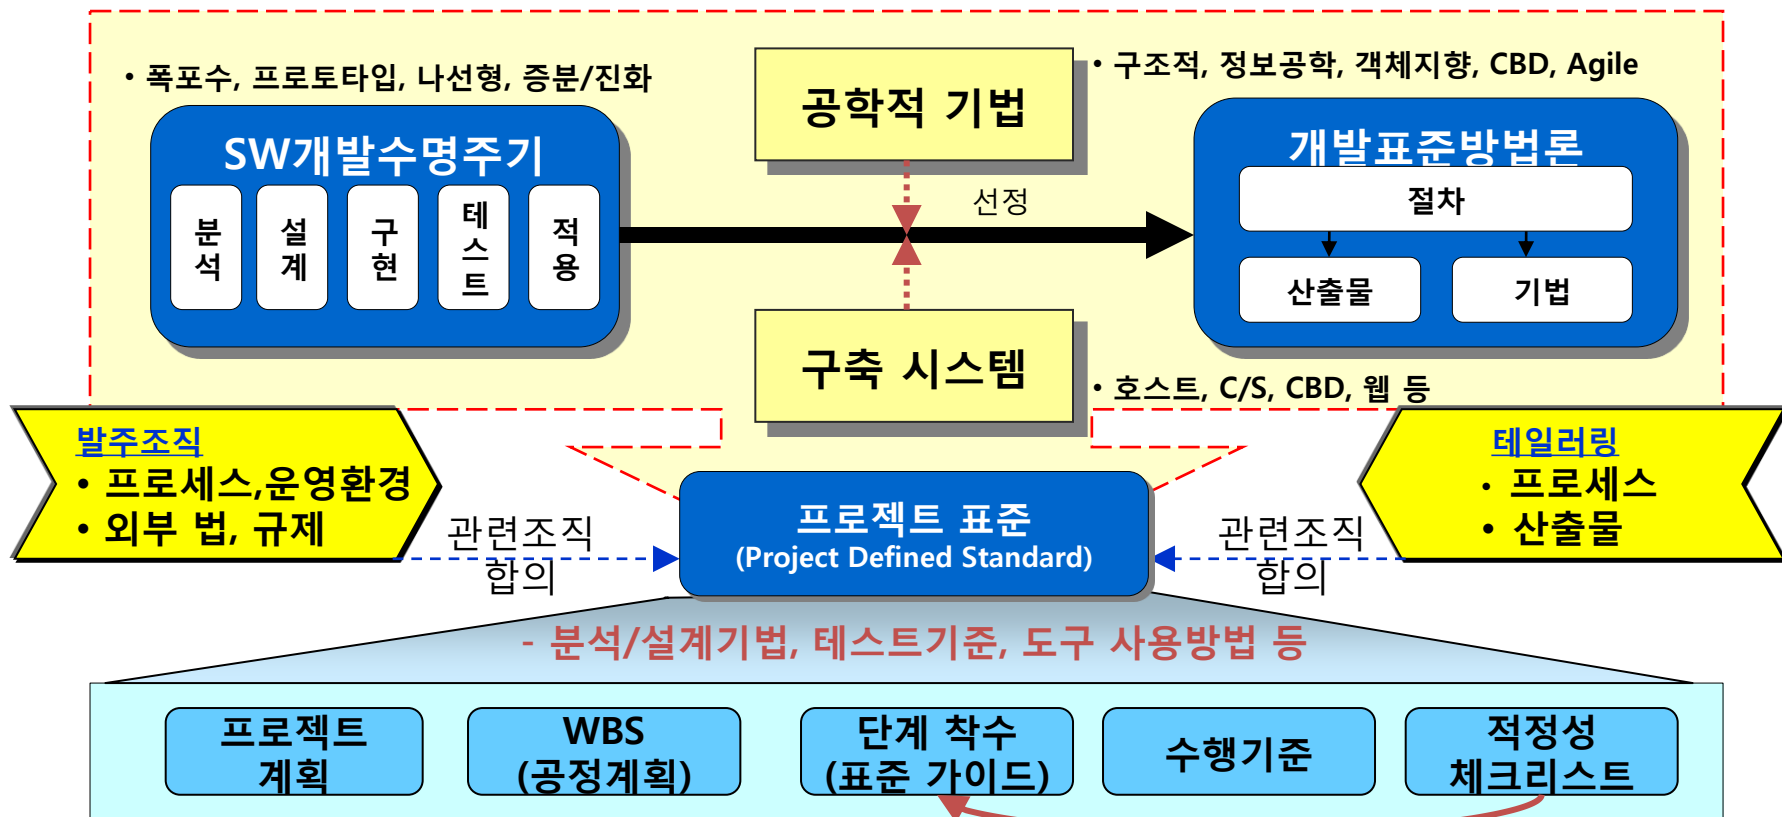 • 폭포수, 프로토타입, 나선형, 증분/진화
공학적 기법
• 구조적, 정보공학, 객체지향, CBD, Agile
SW개발수명주기
분석
설계
구현
테스트
적용
선정
개발표준방법론
절차
산출물
기법
구축 시스템
• 호스트, C/S, CBD, 웹 등
발주조직
• 프로세스,운영환경
• 외부 법, 규제
테일러링
• 프로세스
• 산출물
관련조직
합의
프로젝트 표준
(Project Defined Standard)
관련조직
합의
- 분석/설계기법, 테스트기준, 도구 사용방법 등
프로젝트
계획
WBS
(공정계획)
단계 착수
(표준 가이드)
수행기준
적정성
체크리스트